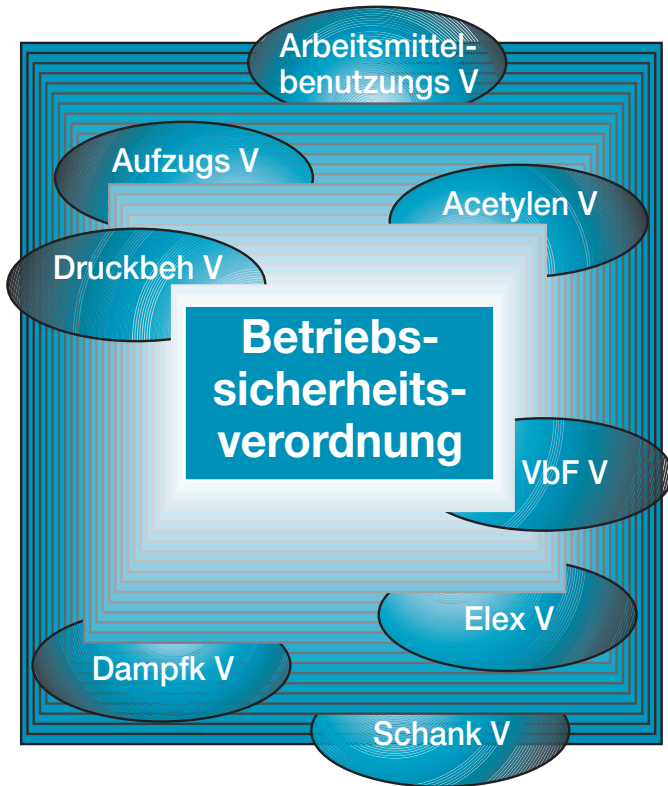 Arbeitsmittel-
benutzungs V
Aufzugs V
Acetylen V
Druckbeh V
Betriebs-
sicherheits-
verordnung
VbF V
Elex V
Dampfk V
Schank V